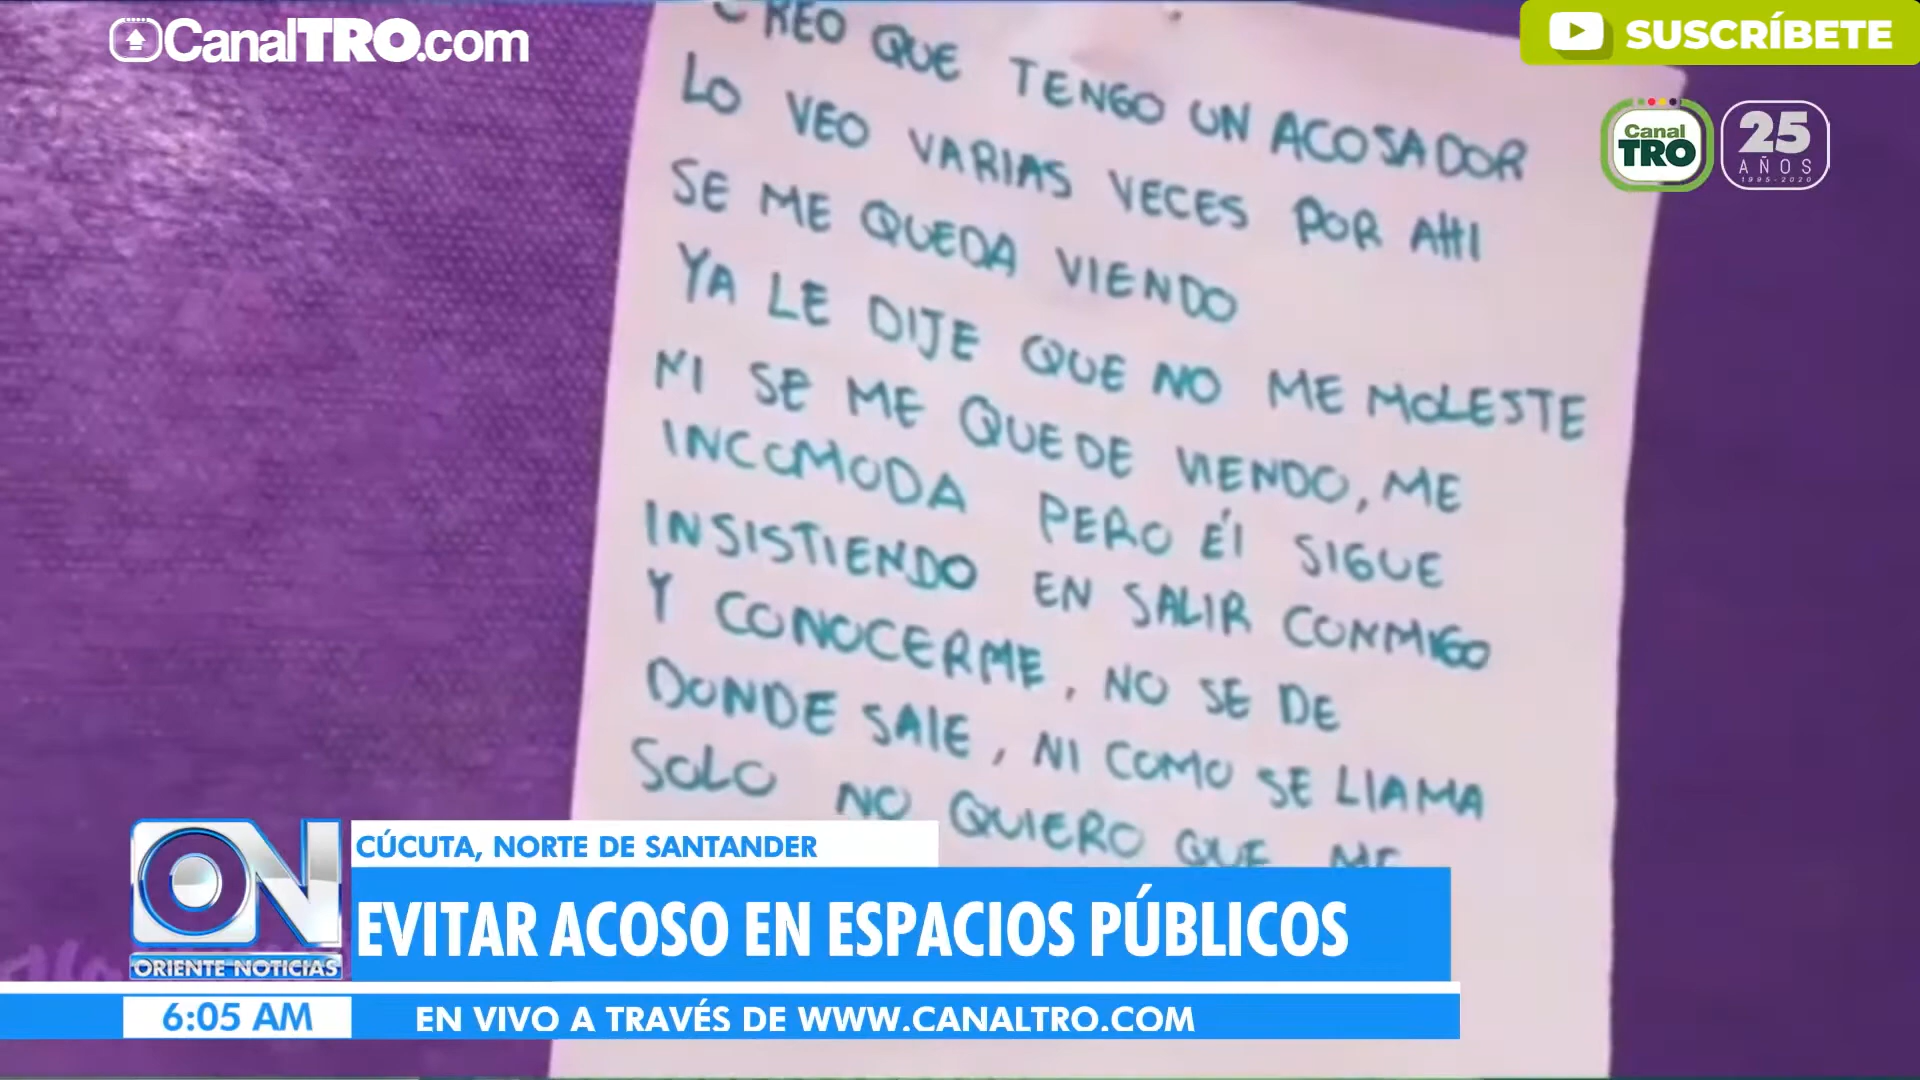 CanalTRO.com
SUSCRÍBETE
Canal TRO
25 AÑOS
1995-2020
CREO QUE TENGO UN ACOSADOR
LO VEO VARIAS VECES POR AHI
SE ME QUEDA VIENDO
YA LE DIJE QUE NO ME MOLESTE
NI SE ME QUEDE VIENDO, ME
INCOMODA PERO Él SIGUE
INSISTIENDO EN SALIR CONMIGO
Y CONOCERME, NO SE DE
DONDE SAlE, NI COMO SE LlAMA
SOLO NO QUIERO QUE ME
ON
ORIENTE NOTICIAS
CÚCUTA, NORTE DE SANTANDER
EVITAR ACOSO EN ESPACIOS PÚBLICOS
6:05 AM
EN VIVO A TRAVÉS DE WWW.CANALTRO.COM